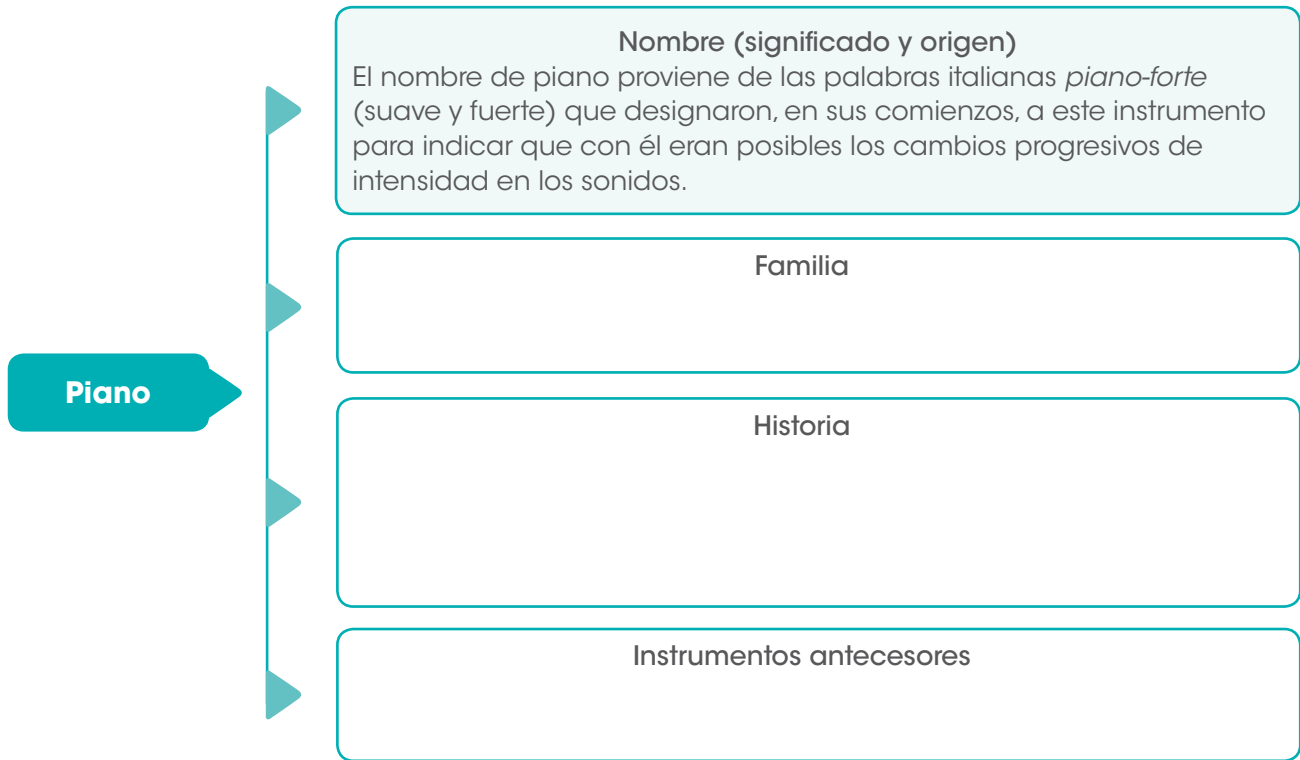 Nombre (significado y origen)
El nombre de piano proviene de las palabras italianas piano-forte
(suave y fuerte) que designaron, en sus comienzos, a este instrumento
para indicar que con él eran posibles los cambios progresivos de
intensidad en los sonidos.
Familia
Piano
Historia
Instrumentos antecesores